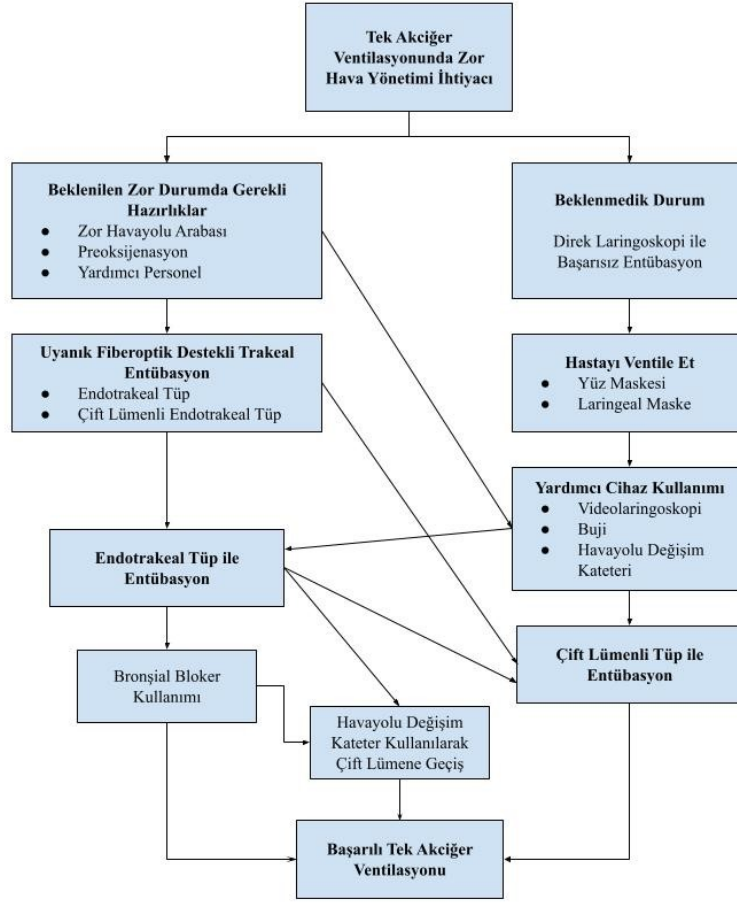 Tek Akciğer
Ventilasyonunda Zor
Hava Yönetimi İhtiyacı
Beklenilen Zor Durumda Gerekli
Hazırlıklar
● Zor Havayolu Arabası
● Preoksijenasyon
● Yardımcı Personel
Beklenmedik Durum
Direk Laringoskopi ile
Başarısız Entübasyon
Uyanık Fiberoptik Destekli Trakeal
Entübasyon
● Endotrakeal Tüp
● Çift Lümenli Endotrakeal Tüp
Hastayı Ventile Et
● Yüz Maskesi
● Laringeal Maske
Yardımcı Cihaz Kullanımı
● Videolaringoskopi
● Buji
● Havayolu Değişim
Kateteri
Endotrakeal Tüp ile
Entübasyon
Çift Lümenli Tüp ile
Entübasyon
Bronşial Bloker
Kullanımı
Havayolu Değişim
Kateter Kullanılarak
Çift Lümene Geçiş
Başarılı Tek Akciğer
Ventilasyonu